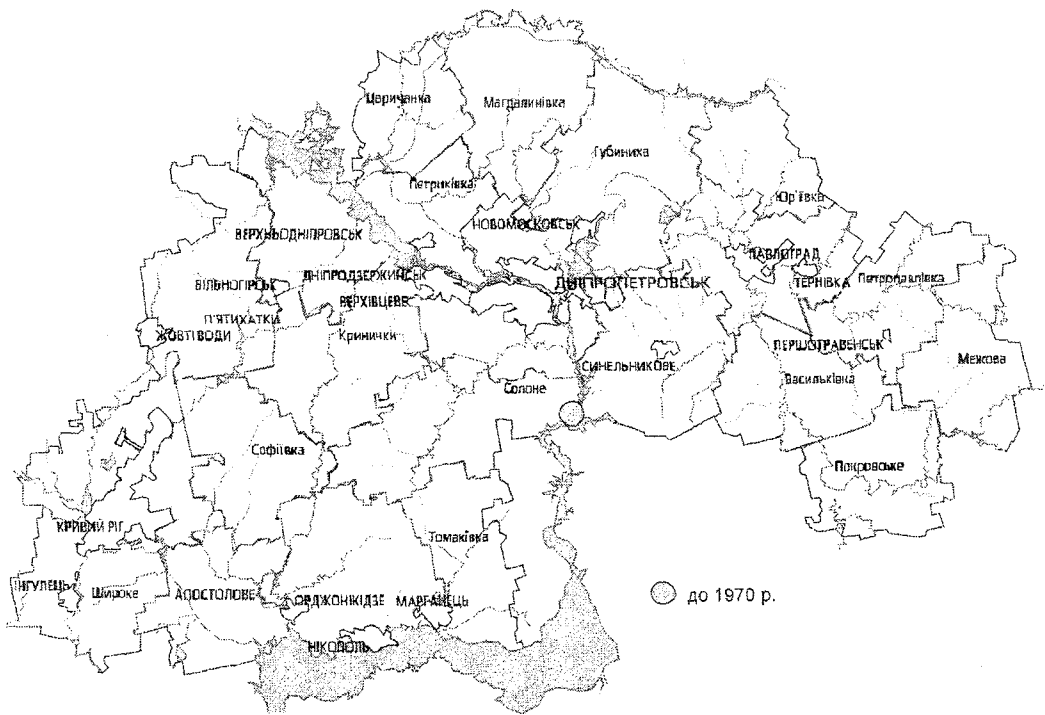 Царичанка
Магдалинівка
Губиниха
Петриківка
Юр'ївка
НОВОМОСКОВСЬК
ВЕРХНЬОДНІПРОВСЬК
ПАВЛОГРАД
ДНІПРОДЗЕРЖИНСЬК
ДНІПРОПЕТРОВСЬК
ТЕРНІВКА
Петропавлівка
ВІЛЬНОГІРСЬК
ВЕРХІВЦЕВЕ
П'ЯТИХАТКИ
ЖОВТІ ВОДИ
Кринички
ПЕРШОТРАВЕНСЬК
Межова
СИНЕЛЬНИКОВЕ
Васильківка
Солоне
Софіївка
Покровське
КРИВИЙ РІГ
Томаківка
ІНГУЛЕЦЬ
Широке
АПОСТОЛОВЕ
ОРДЖОНІКІДЗЕ
МАРГАНЕЦЬ
до 1970 р.
НІКОПОЛЬ